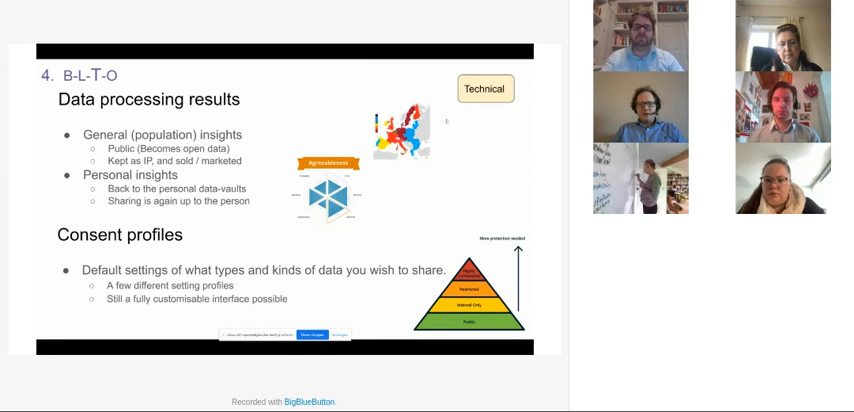 4. B-L-T-O
Technical
Data processing results
● General (population) insights
○ Public (Becomes open data)
○ Kept as IP, and sold / marketed
● Personal insights
○ Back to the personal data-vaults
○ Sharing is again up to the person
Agreeableness
Consent profiles
More protection needed
● Default settings of what types and kinds of data you wish to share.
○ A few different setting profiles
○ Still a fully customisable interface possible
Restricted
Internal Only
Public
Recorded with BigBlueButton.